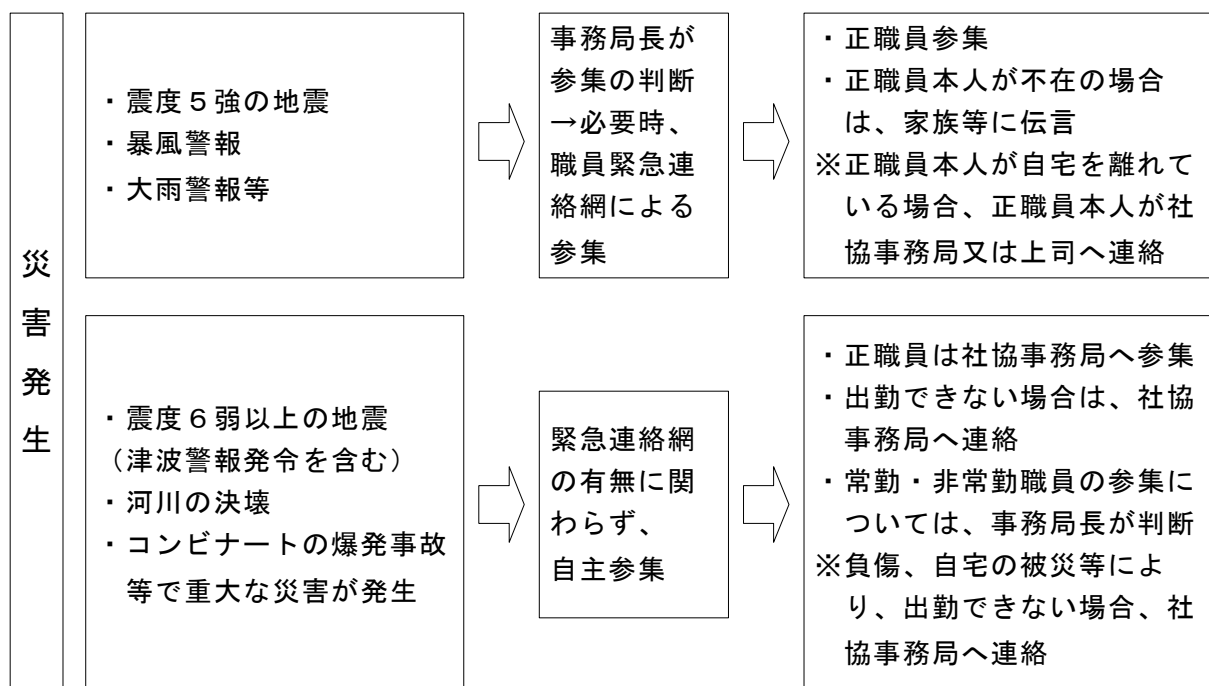 災害発生
・震度５強の地震
・暴風警報
・大雨警報等
事務局長が
参集の判断
→必要時、
職員緊急連
絡網による
参集
・正職員参集
・正職員本人が不在の場合
は、家族等に伝言
※正職員本人が自宅を離れて
いる場合、正職員本人が社
協事務局又は上司へ連絡
・震度６弱以上の地震
（津波警報発令を含む）
・河川の決壊
・コンビナートの爆発事故
等で重大な災害が発生
緊急連絡網
の有無に関
わらず、
自主参集
・正職員は社協事務局へ参集
・出勤できない場合は、社協
事務局へ連絡
・常勤・非常勤職員の参集に
ついては、事務局長が判断
※負傷、自宅の被災等によ
り、出勤できない場合、社
協事務局へ連絡